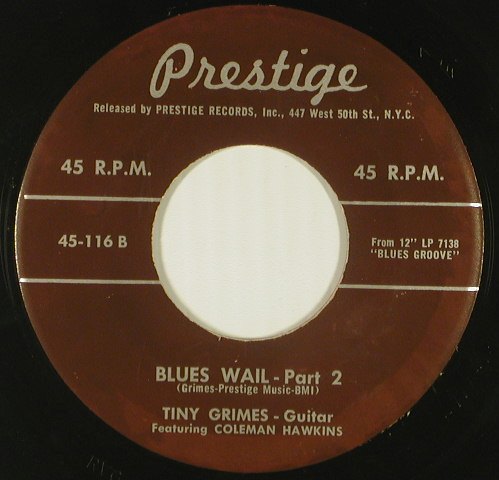 Prestige
Released by PRESTIGE RECORDS, Inc., 447 West 50th St., N.Y.C.
45 R.P.M.
45 R.P.M.
45-116 B
From 12" LP 7138
"BLUES GROOVE"
BLUES WAIL - Part 2
(Grimes-Prestige Music-BMI)
TINY GRIMES - Guitar
Featuring COLEMAN HAWKINS